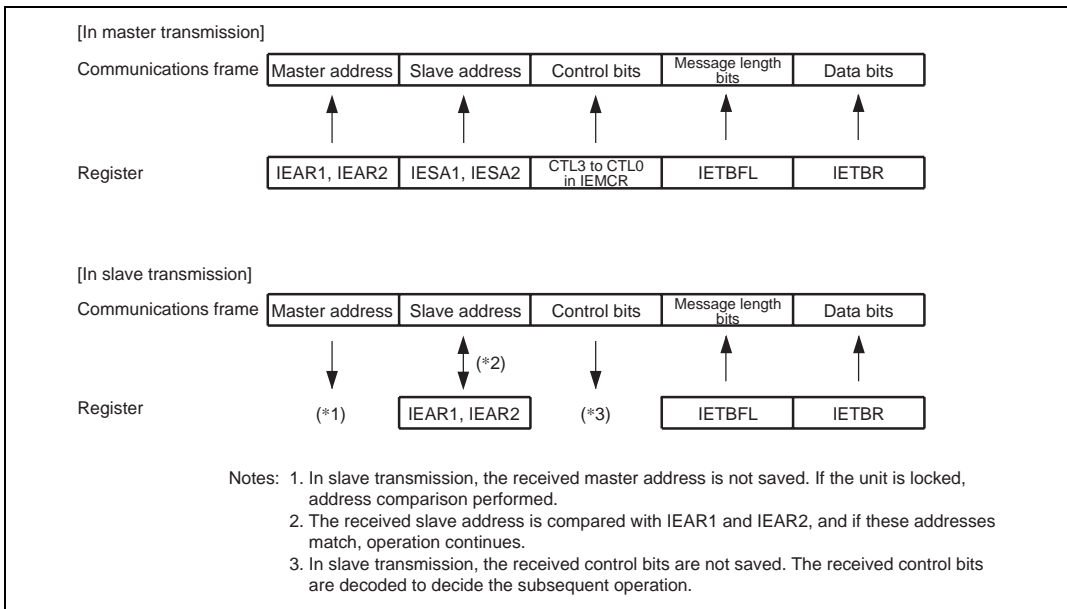 [In master transmission]
Communications frame Master address Slave address Control bits Message length bits Data bits
Register IEAR1, IEAR2 IESA1, IESA2 CTL3 to CTL0 in IEMCR IETBFL IETBR
[In slave transmission]
Communications frame Master address Slave address Control bits Message length bits Data bits
(*2)
Register (*1) IEAR1, IEAR2 (*3) IETBFL IETBR
Notes: 1. In slave transmission, the received master address is not saved. If the unit is locked,
address comparison performed.
2. The received slave address is compared with IEAR1 and IEAR2, and if these addresses
match, operation continues.
3. In slave transmission, the received control bits are not saved. The received control bits
are decoded to decide the subsequent operation.